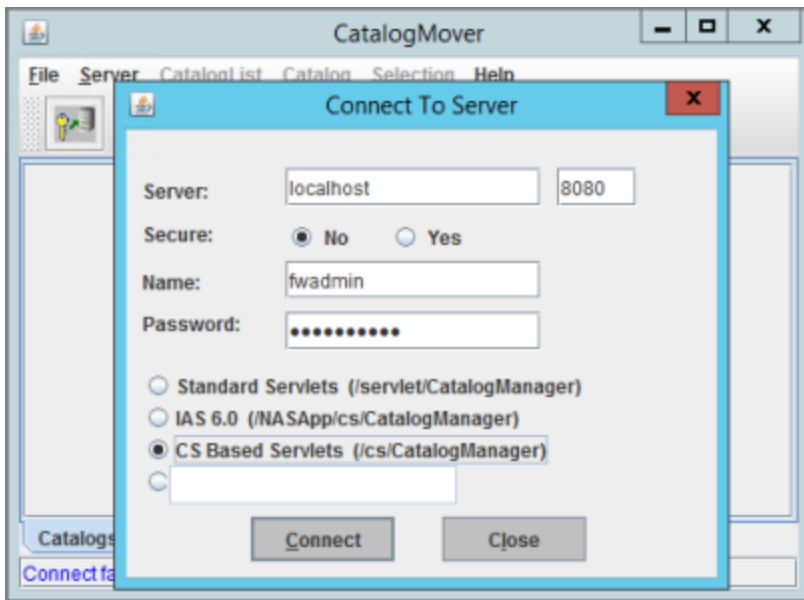 CatalogMover
File Server CatalogList Catalog Selection Help
Connect To Server
Server: localhost 8080
Secure: No Yes
Name: fwadmin
Password: ••••••••••
Standard Servlets (/servlet/CatalogManager)
IAS 6.0 (/NASApp/cs/CatalogManager)
CS Based Servlets (/cs/CatalogManager)
Connect Close
Catalogs
Connect fa